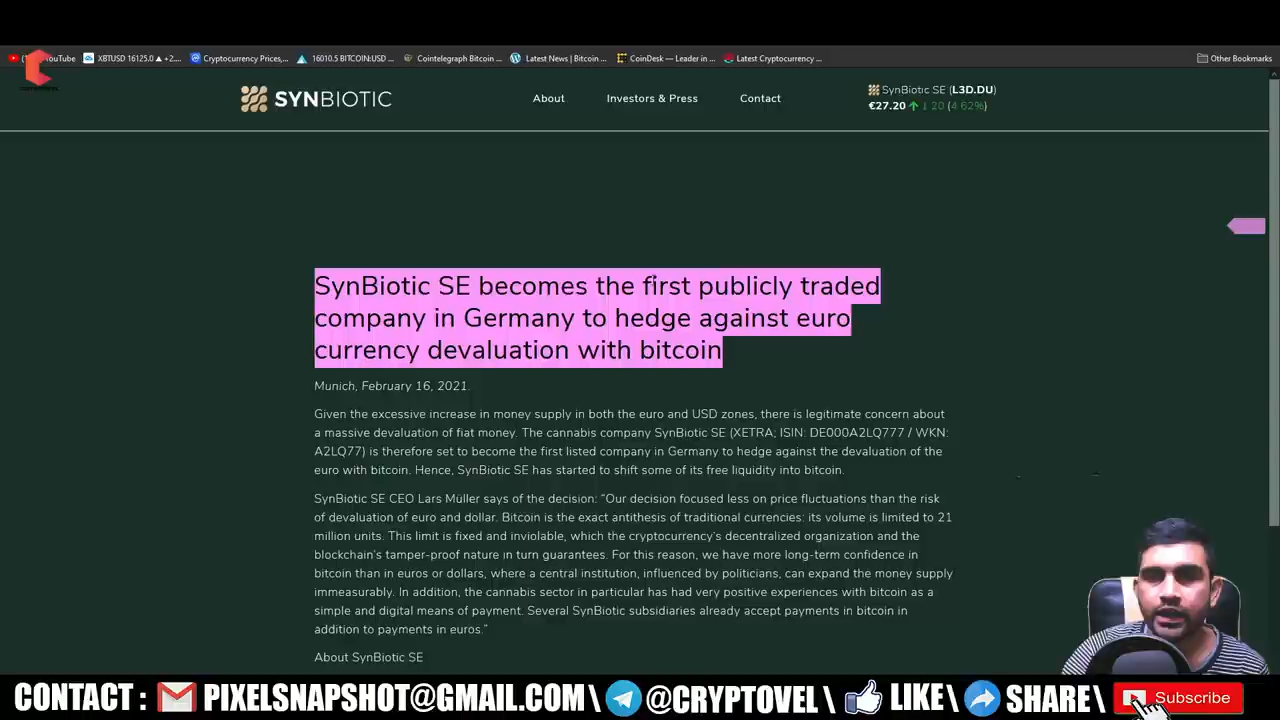 YouTube
XBTUSD 16125.0 ▲ +2.... Cryptocurrency Prices,... 16010.5 BITCOIN:USD ... Cointelegraph Bitcoin ... Latest News | Bitcoin ... CoinDesk — Leader in ... Latest Cryptocurrency ... Other Bookmarks
SYNBIOTIC About Investors & Press Contact SynBiotic SE (L3D.DU)
€27.20 20 (4.62%)
SynBiotic SE becomes the first publicly traded
company in Germany to hedge against euro
currency devaluation with bitcoin
Munich, February 16, 2021.
Given the excessive increase in money supply in both the euro and USD zones, there is legitimate concern about
a massive devaluation of fiat money. The cannabis company SynBiotic SE (XETRA; ISIN: DE000A2LQ777 / WKN:
A2LQ77) is therefore set to become the first listed company in Germany to hedge against the devaluation of the
euro with bitcoin. Hence, SynBiotic SE has started to shift some of its free liquidity into bitcoin.
SynBiotic SE CEO Lars Müller says of the decision: “Our decision focused less on price fluctuations than the risk
of devaluation of euro and dollar. Bitcoin is the exact antithesis of traditional currencies: its volume is limited to 21
million units. This limit is fixed and inviolable, which the cryptocurrency’s decentralized organization and the
blockchain’s tamper-proof nature in turn guarantees. For this reason, we have more long-term confidence in
bitcoin than in euros or dollars, where a central institution, influenced by politicians, can expand the money supply
immeasurably. In addition, the cannabis sector in particular has had very positive experiences with bitcoin as a
simple and digital means of payment. Several SynBiotic subsidiaries already accept payments in bitcoin in
addition to payments in euros.”
About SynBiotic SE
CONTACT : PIXELSNAPSHOT@GMAIL.COM \ @CRYPTOVEL \ LIKE \ SHARE \ Subscribe